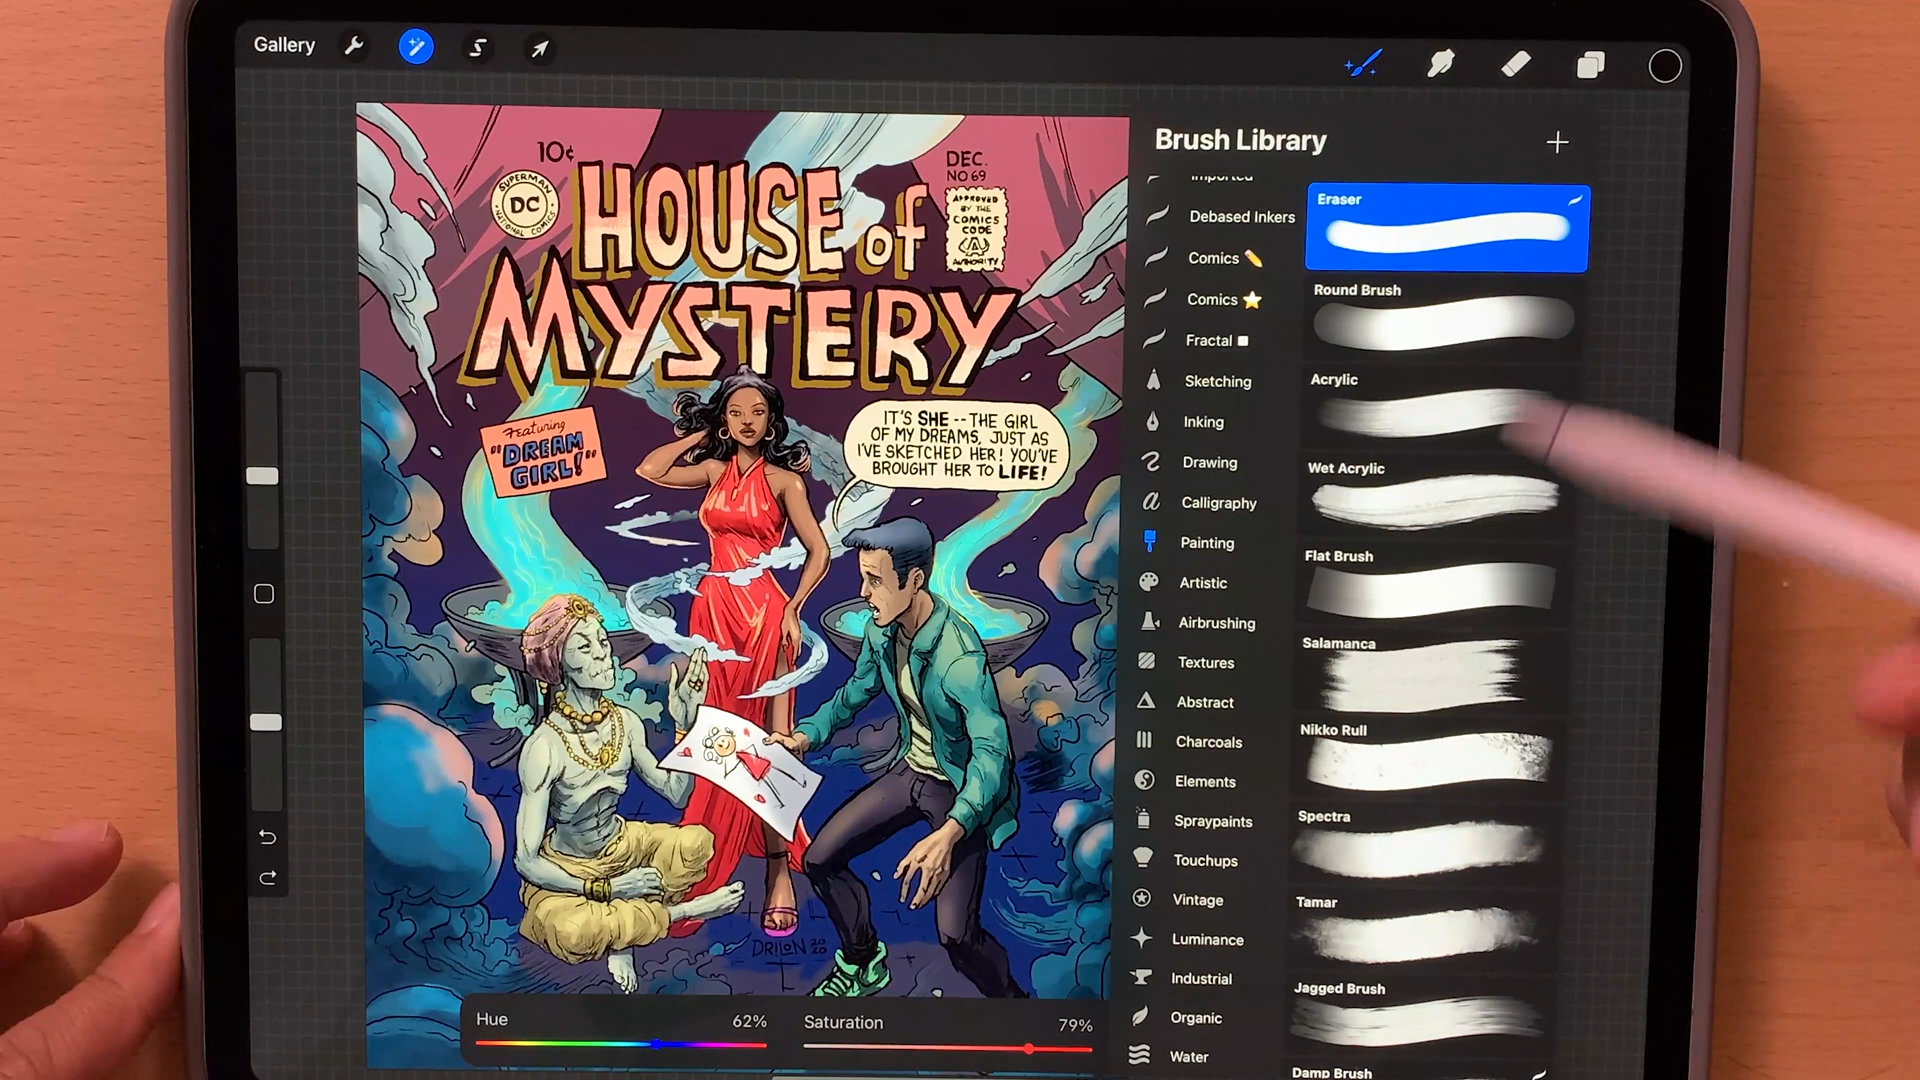 Gallery
10¢
SUPERMAN
DC
NATIONAL COMICS
HOUSE of
MYSTERY
DEC.
NO 69
APPROVED
BY THE
COMICS
CODE
AUTHORITY
Featuring
"DREAM
GIRL!"
IT'S SHE -- THE GIRL
OF MY DREAMS, JUST AS
I'VE SKETCHED HER! YOU'VE
BROUGHT HER TO LIFE!
DRILON 20
20
Hue
62%
Saturation
79%
Brush Library
Imported
Debased Inkers
Comics ✏️
Comics ⭐
Fractal
Sketching
Inking
Drawing
Calligraphy
Painting
Artistic
Airbrushing
Textures
Abstract
Charcoals
Elements
Spraypaints
Touchups
Vintage
Luminance
Industrial
Organic
Water
Eraser
Round Brush
Acrylic
Wet Acrylic
Flat Brush
Salamanca
Nikko Rull
Spectra
Tamar
Jagged Brush
Damp Brush